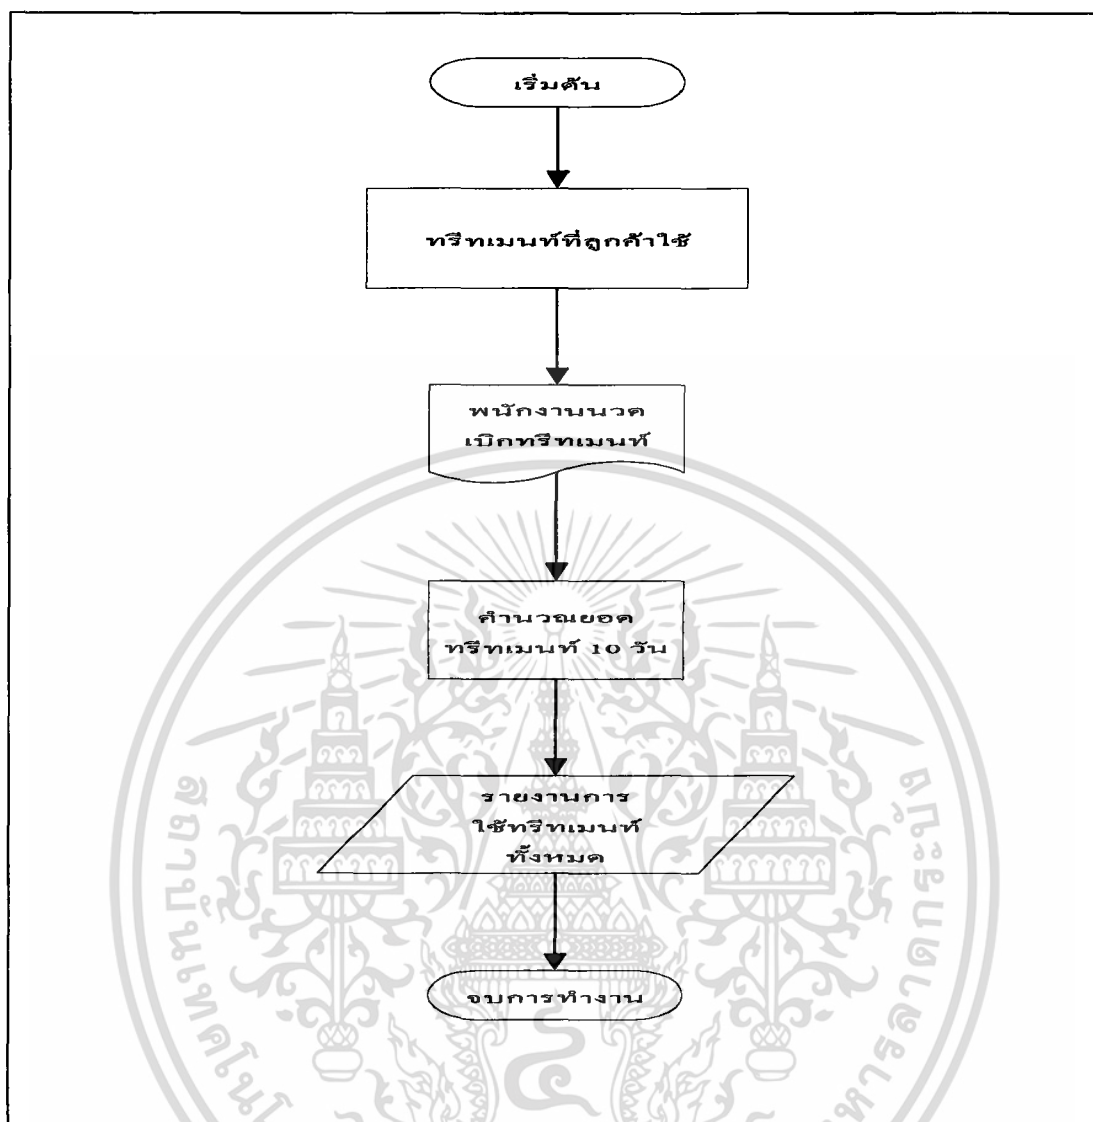 เริ่มต้น
ทรีทเมนท์ที่ลูกค้าใช้
พนักงานนวด
เบิกทรีทเมนท์
คำนวณยอด
ทรีทเมนท์ 10 วัน
รายงานการ
ใช้ทรีทเมนท์
ทั้งหมด
จบการทำงาน